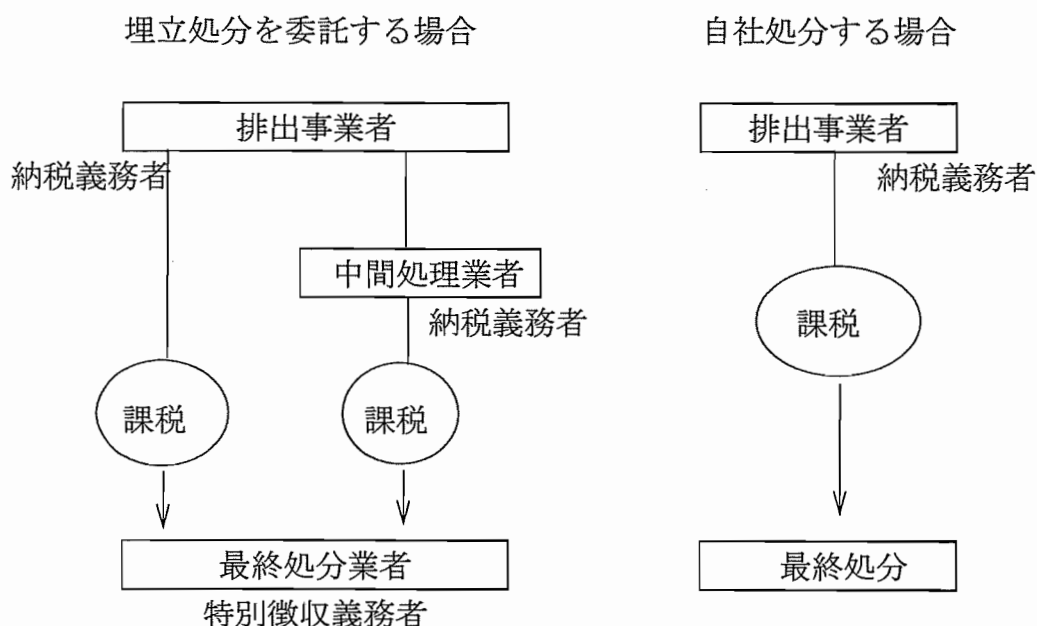 埋立処分を委託する場合
排出事業者
納税義務者
中間処理業者
納税義務者
課税
課税
最終処分業者
特別徴収義務者
自社処分する場合
排出事業者
納税義務者
課税
最終処分